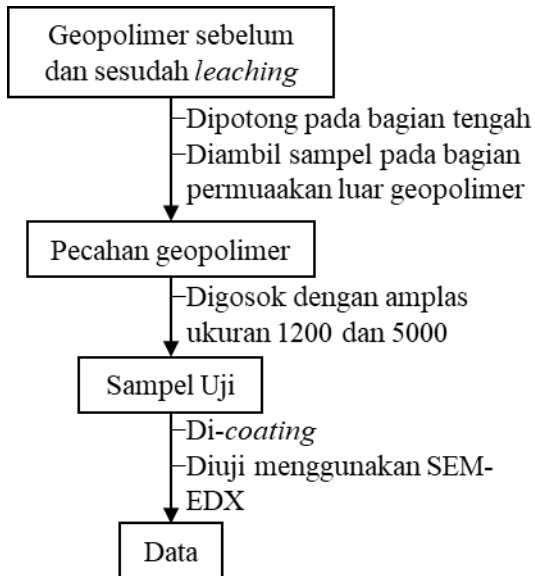 Geopolimer sebelum
dan sesudah leaching
Dipotong pada bagian tengah
Diambil sampel pada bagian
permuaakan luar geopolimer
Pecahan geopolimer
Digosok dengan amplas
ukuran 1200 dan 5000
Sampel Uji
Di-coating
Diuji menggunakan SEM-
EDX
Data